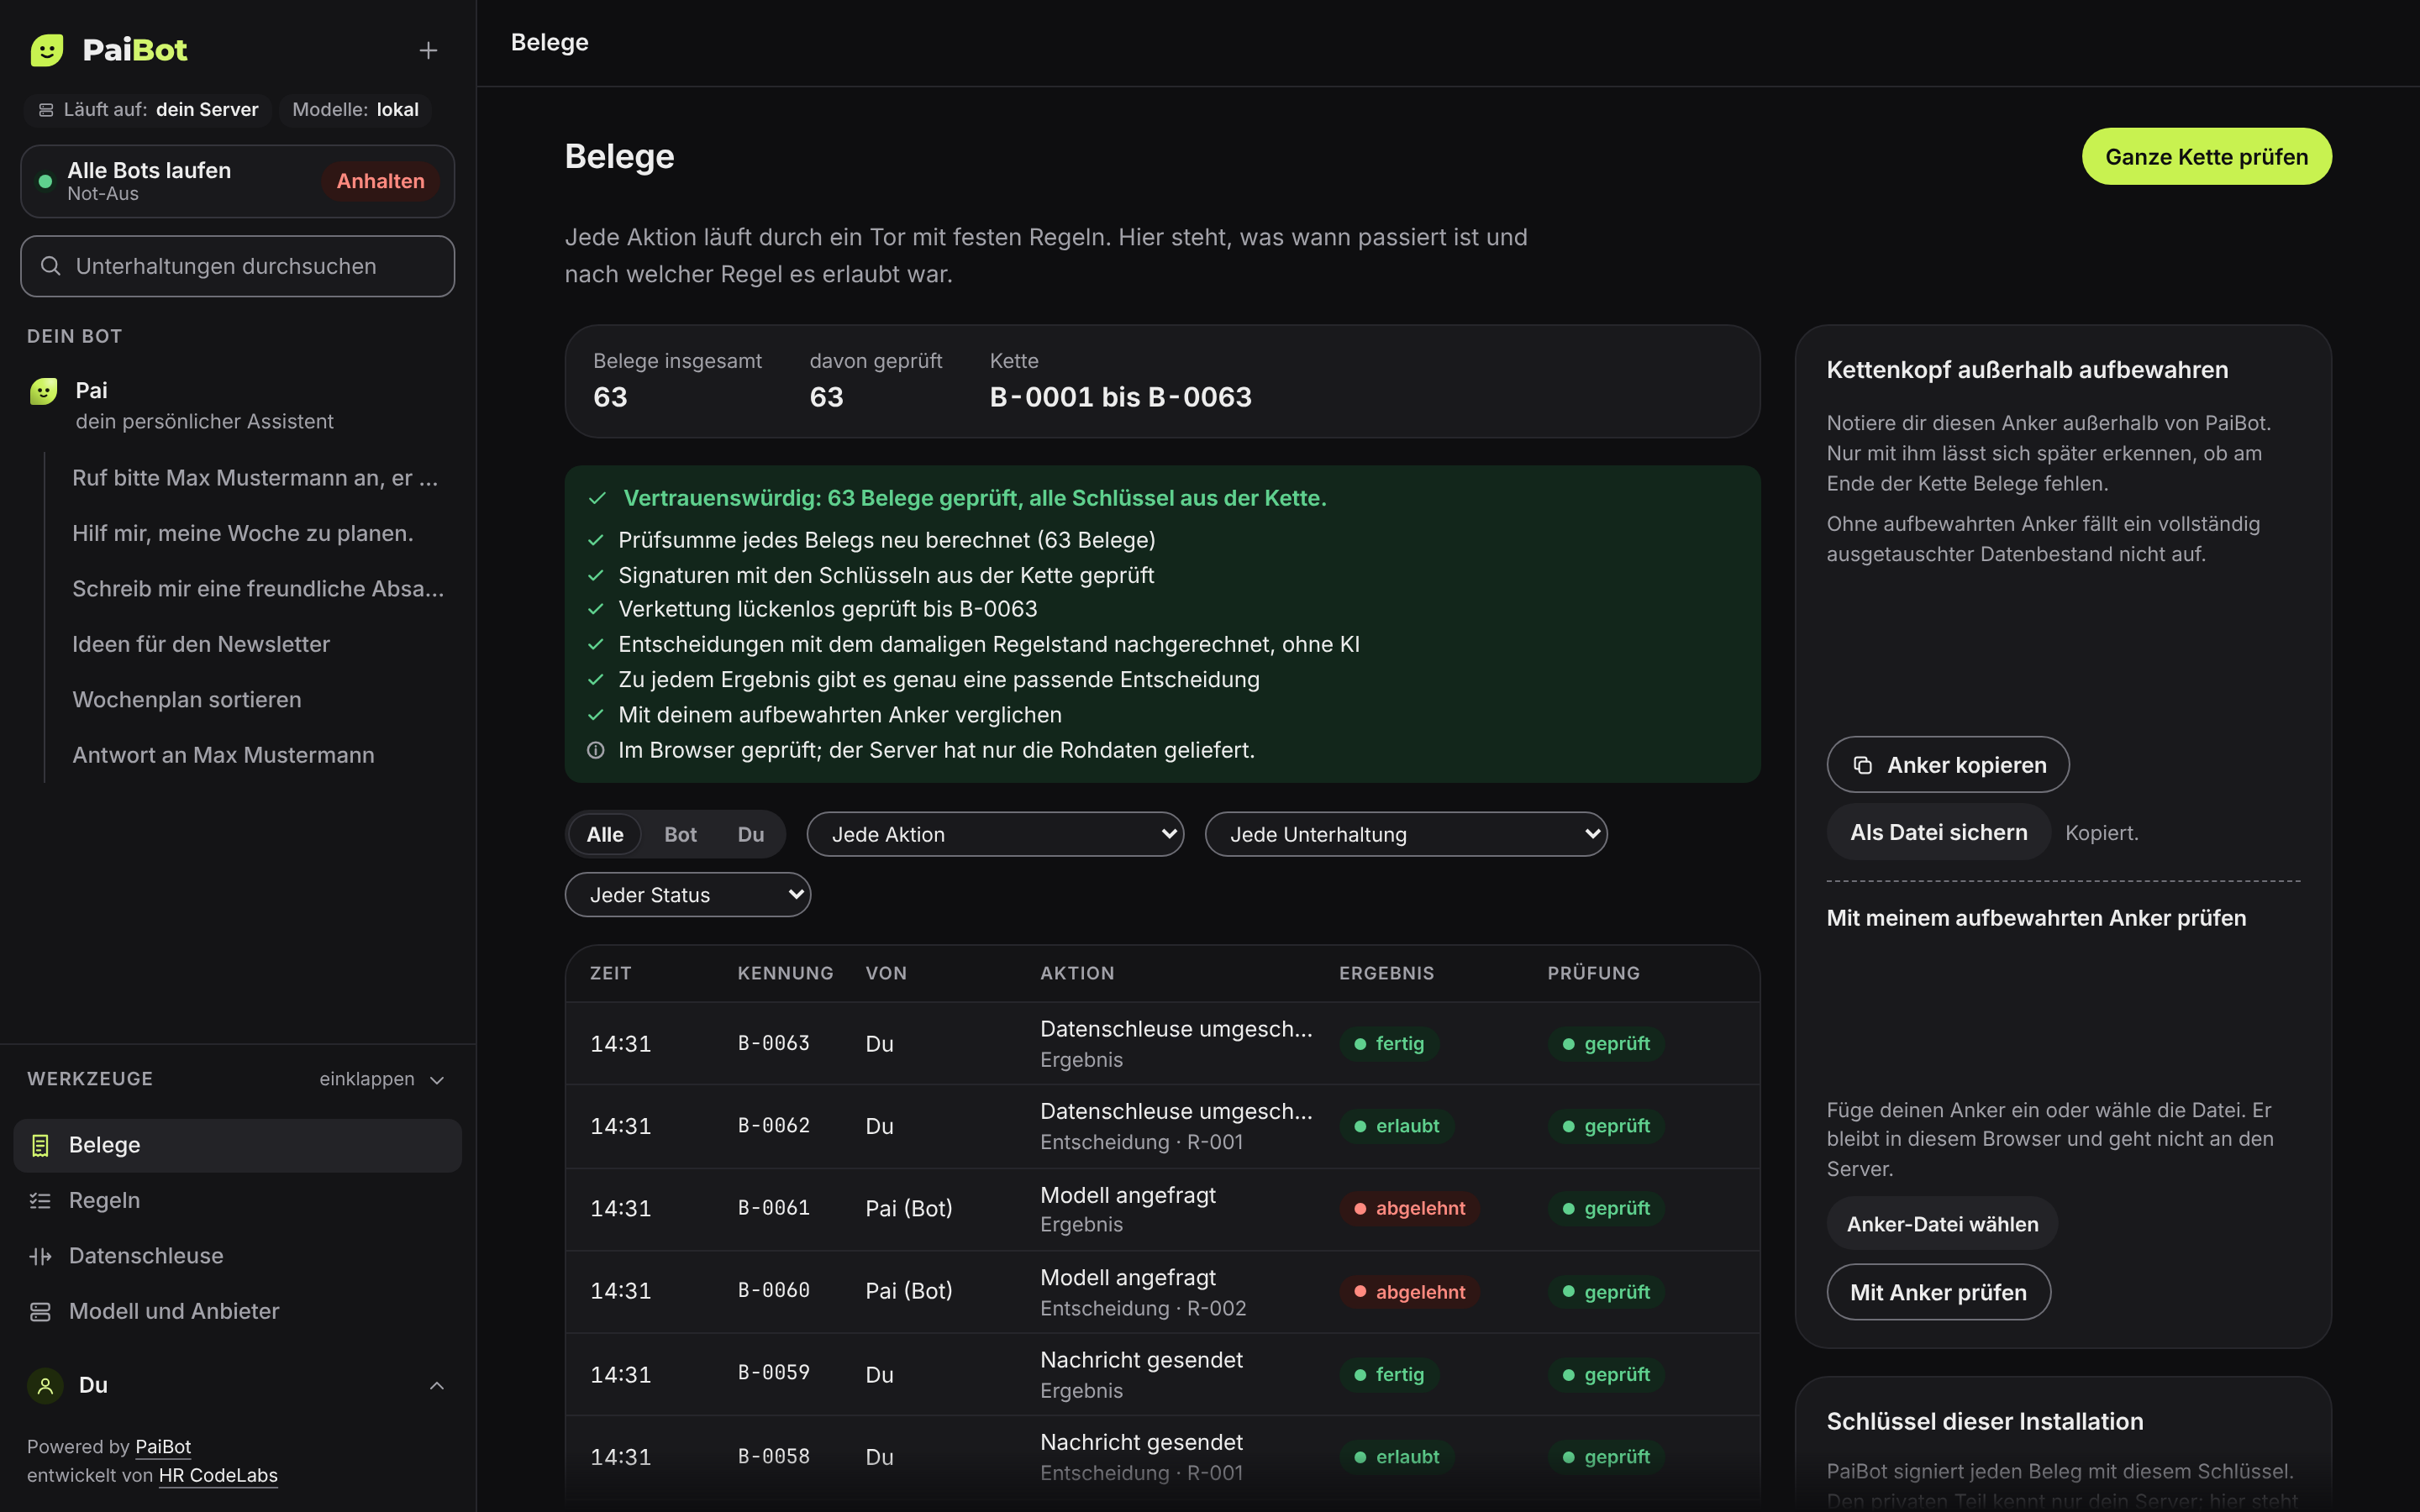 PaiBot
Läuft auf: dein Server
Modelle: lokal
Alle Bots laufen
Not-Aus
Anhalten
Unterhaltungen durchsuchen
DEIN BOT
Pai
dein persönlicher Assistent
Ruf bitte Max Mustermann an, er ...
Hilf mir, meine Woche zu planen.
Schreib mir eine freundliche Absa...
Ideen für den Newsletter
Wochenplan sortieren
Antwort an Max Mustermann
WERKZEUGE
einklappen
Belege
Regeln
Datenschleuse
Modell und Anbieter
Du
Powered by PaiBot
entwickelt von HR CodeLabs
Belege
Belege
Ganze Kette prüfen
Jede Aktion läuft durch ein Tor mit festen Regeln. Hier steht, was wann passiert ist und
nach welcher Regel es erlaubt war.
Belege insgesamt
63
davon geprüft
63
Kette
B-0001 bis B-0063
Vertrauenswürdig: 63 Belege geprüft, alle Schlüssel aus der Kette.
Prüfsumme jedes Belegs neu berechnet (63 Belege)
Signaturen mit den Schlüsseln aus der Kette geprüft
Verkettung lückenlos geprüft bis B-0063
Entscheidungen mit dem damaligen Regelstand nachgerechnet, ohne KI
Zu jedem Ergebnis gibt es genau eine passende Entscheidung
Mit deinem aufbewahrten Anker verglichen
Im Browser geprüft; der Server hat nur die Rohdaten geliefert.
Alle Bot Du
Jede Aktion
Jede Unterhaltung
Jeder Status
ZEIT KENNUNG VON AKTION ERGEBNIS PRÜFUNG
14:31 B-0063 Du Datenschleuse umgesch... fertig geprüft
Ergebnis
14:31 B-0062 Du Datenschleuse umgesch... erlaubt geprüft
Entscheidung · R-001
14:31 B-0061 Pai (Bot) Modell angefragt abgelehnt geprüft
Ergebnis
14:31 B-0060 Pai (Bot) Modell angefragt abgelehnt geprüft
Entscheidung · R-002
14:31 B-0059 Du Nachricht gesendet fertig geprüft
Ergebnis
14:31 B-0058 Du Nachricht gesendet erlaubt geprüft
Entscheidung · R-001
Kettenkopf außerhalb aufbewahren
Notiere dir diesen Anker außerhalb von PaiBot.
Nur mit ihm lässt sich später erkennen, ob am
Ende der Kette Belege fehlen.
Ohne aufbewahrten Anker fällt ein vollständig
ausgetauschter Datenbestand nicht auf.
Anker kopieren
Als Datei sichern
Kopiert.
Mit meinem aufbewahrten Anker prüfen
Füge deinen Anker ein oder wähle die Datei. Er
bleibt in diesem Browser und geht nicht an den
Server.
Anker-Datei wählen
Mit Anker prüfen
Schlüssel dieser Installation
PaiBot signiert jeden Beleg mit diesem Schlüssel.
Den privaten Teil kennt nur dein Server; hier steht